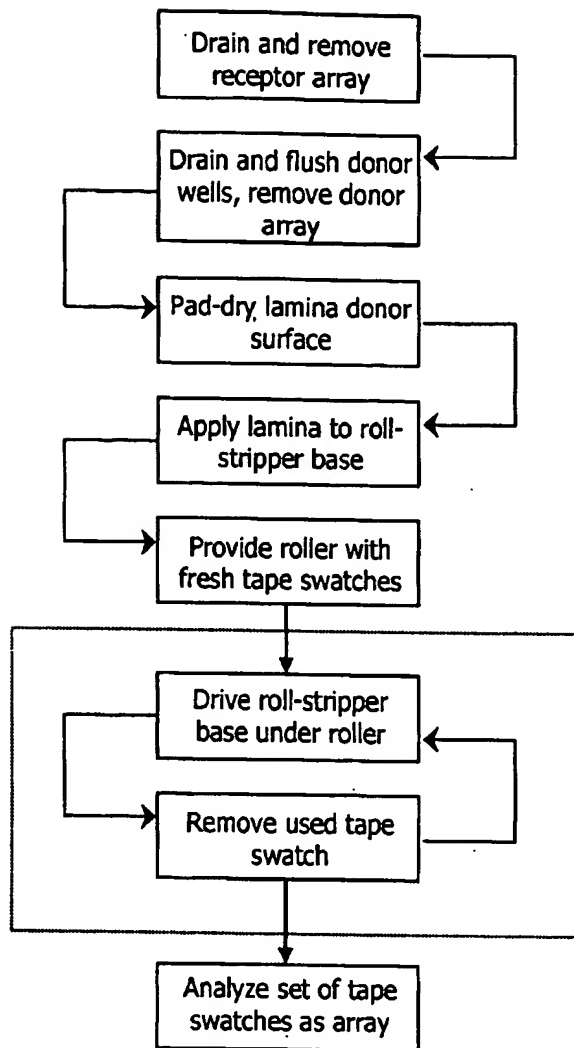 Drain and remove
receptor array
Drain and flush donor
wells, remove donor
array
Pad-dry, lamina donor
surface
Apply lamina to roll-
stripper base
Provide roller with
fresh tape swatches
Drive roll-stripper
base under roller
Remove used tape
swatch
Analyze set of tape
swatches as array